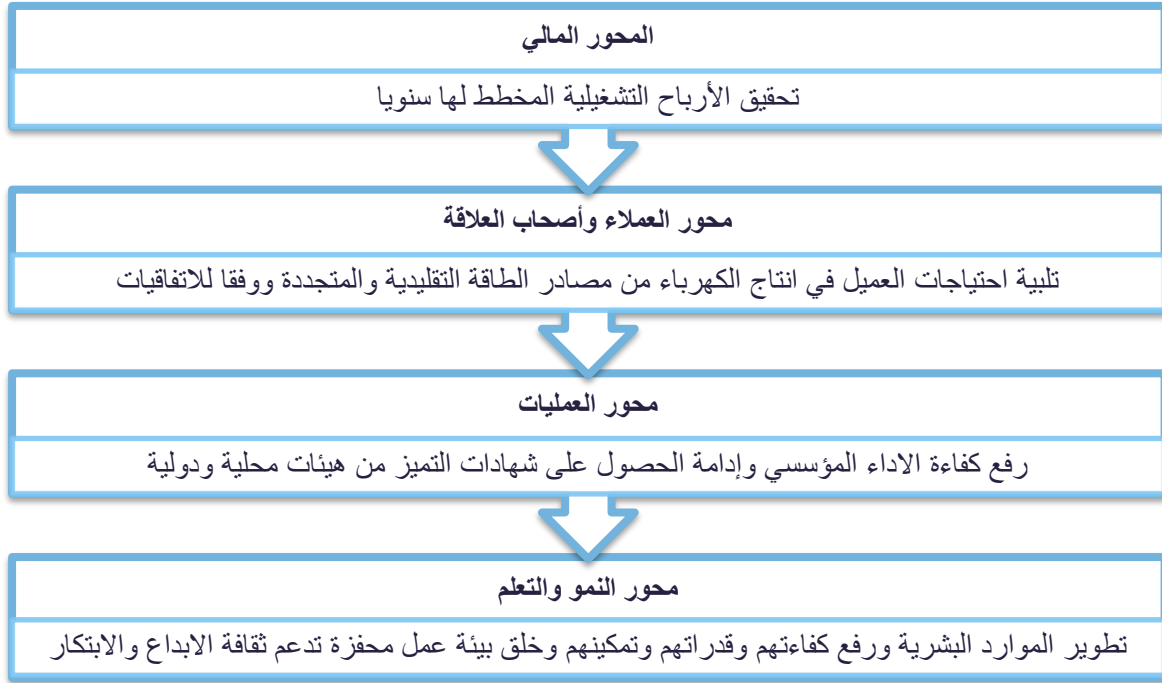 المحور المالي
تحقيق الأرباح التشغيلية المخطط لها سنويا
محور العملاء وأصحاب العلاقة
تلبية احتياجات العميل في انتاج الكهرباء من مصادر الطاقة التقليدية والمتجددة ووفقا للاتفاقيات
محور العمليات
رفع كفاءة الاداء المؤسسي وإدامة الحصول على شهادات التميز من هيئات محلية ودولية
محور النمو والتعلم
تطوير الموارد البشرية ورفع كفاءتهم وقدراتهم وتمكينهم وخلق بيئة عمل محفزة تدعم ثقافة الابداع والابتكار